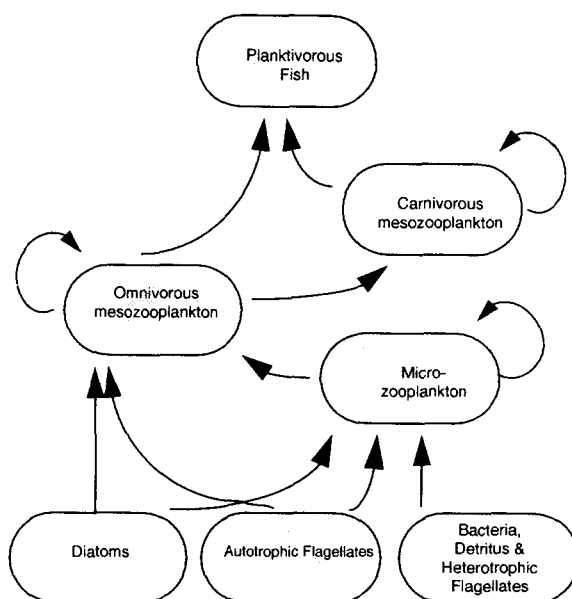 Planktivorous
Fish
Carnivorous
mesozooplankton
Omnivorous
mesozooplankton
Micro-
zooplankton
Diatoms
Autotrophic Flagellates
Bacteria,
Detritus &
Heterotrophic
Flagellates